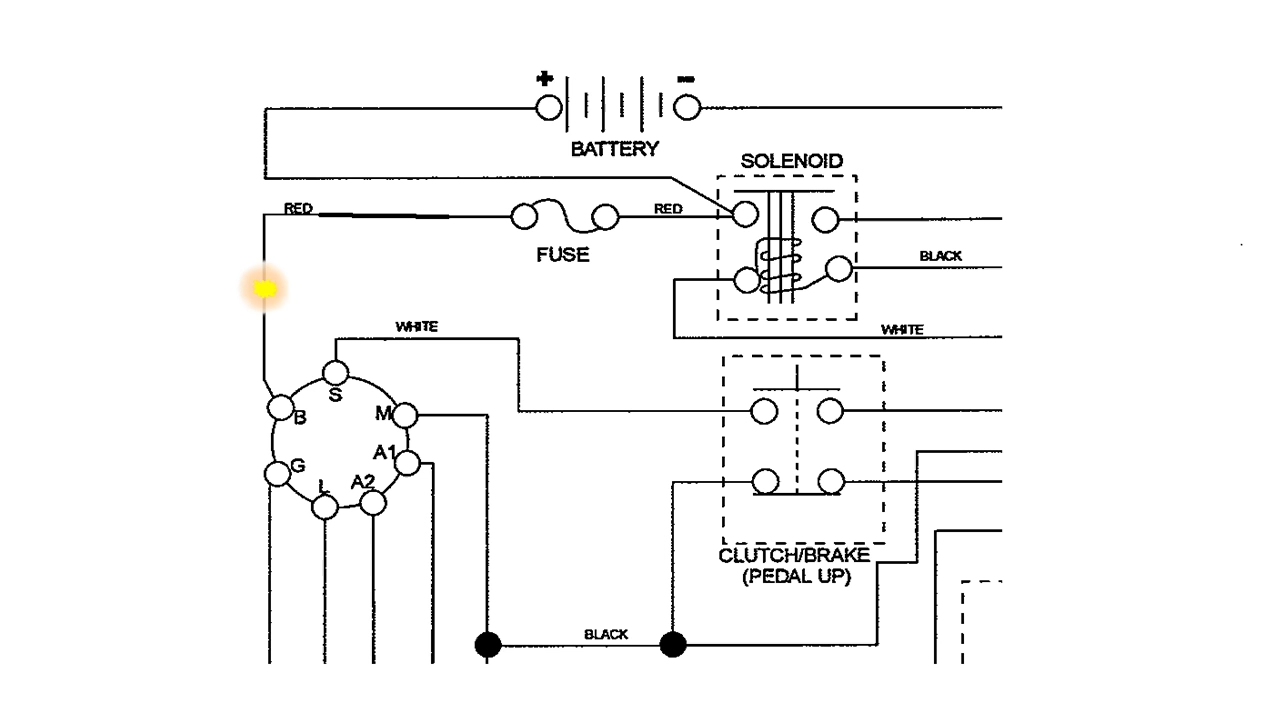 + -
BATTERY
SOLENOID
RED
RED
FUSE
BLACK
WHITE
WHITE
S
B
M
A1
G
L
A2
CLUTCH/BRAKE
(PEDAL UP)
BLACK